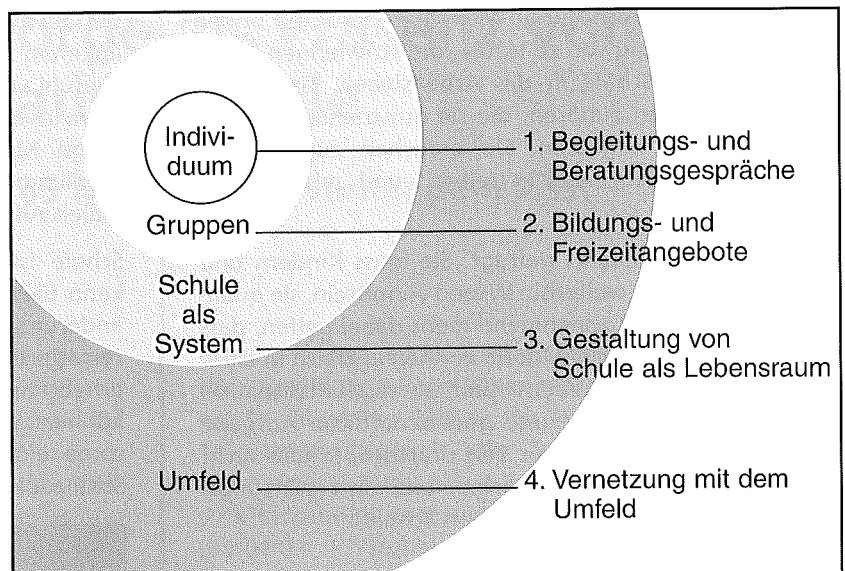 Indivi-
duum
1. Begleitungs- und
Beratungsgespräche
Gruppen
2. Bildungs- und
Freizeitangebote
Schule
als
System
3. Gestaltung von
Schule als Lebensraum
Umfeld
4. Vernetzung mit dem
Umfeld